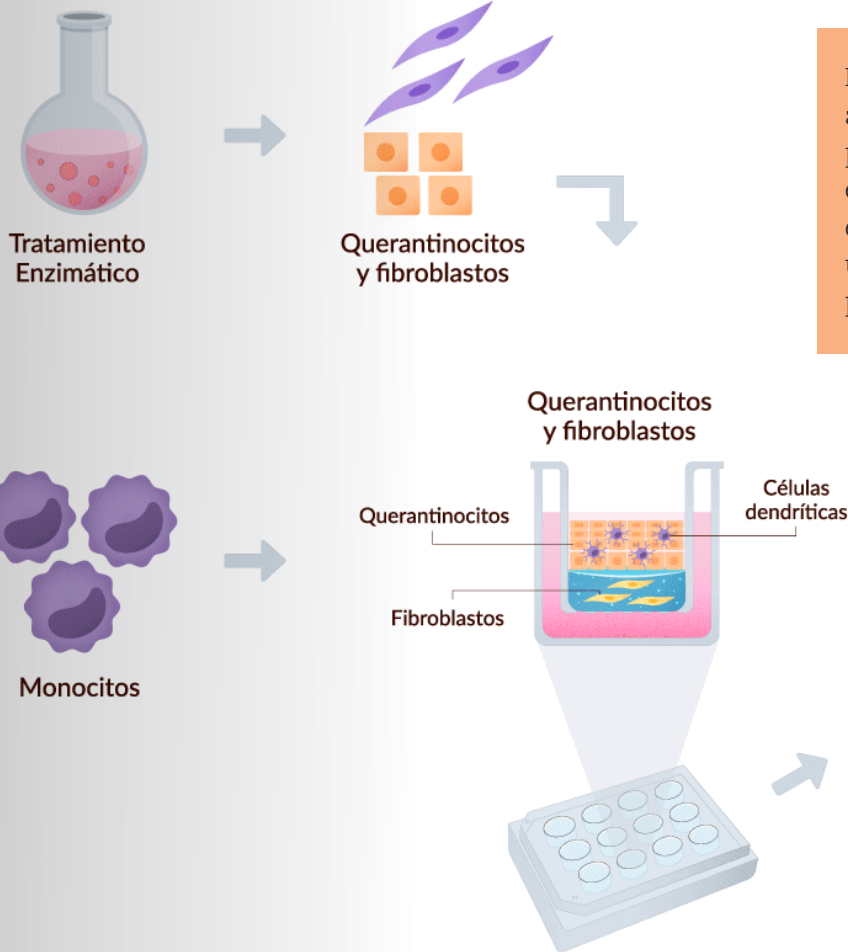 Tratamiento
Enzimático
Querantinocitos
y fibroblastos
Querantinocitos
y fibroblastos
Querantinocitos
Células
dendríticas
Fibroblastos
Monocitos